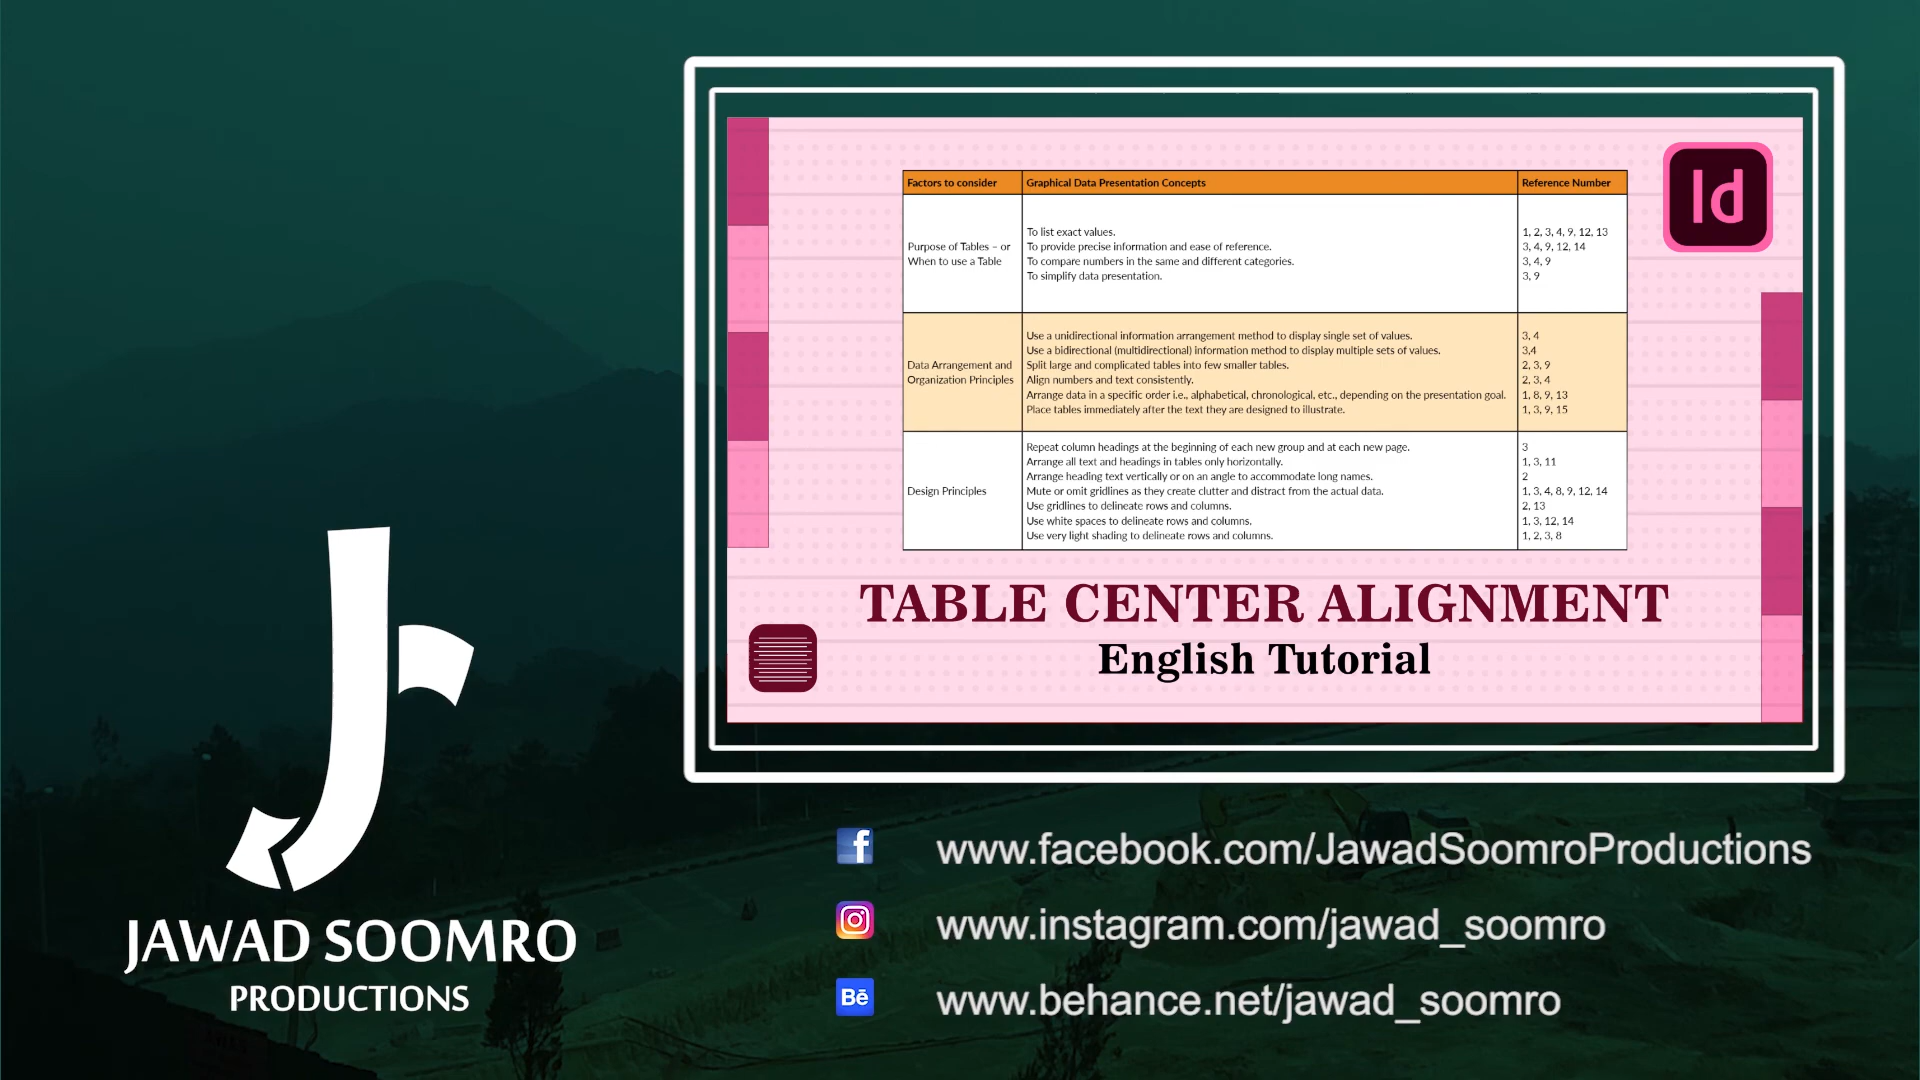 Factors to consider Graphical Data Presentation Concepts Reference Number
Purpose of Tables – or
When to use a Table
To list exact values.
To provide precise information and ease of reference.
To compare numbers in the same and different categories.
To simplify data presentation.
1, 2, 3, 4, 9, 12, 13
3, 4, 9, 12, 14
3, 4, 9
3, 9
Data Arrangement and
Organization Principles
Use a unidirectional information arrangement method to display single set of values.
Use a bidirectional (multidirectional) information method to display multiple sets of values.
Split large and complicated tables into few smaller tables.
Align numbers and text consistently.
Arrange data in a specific order i.e., alphabetical, chronological, etc., depending on the presentation goal.
Place tables immediately after the text they are designed to illustrate.
3, 4
3,4
2, 3, 9
2, 3, 4
1, 8, 9, 13
1, 3, 9, 15
Design Principles
Repeat column headings at the beginning of each new group and at each new page.
Arrange all text and headings in tables only horizontally.
Arrange heading text vertically or on an angle to accommodate long names.
Mute or omit gridlines as they create clutter and distract from the actual data.
Use gridlines to delineate rows and columns.
Use white spaces to delineate rows and columns.
Use very light shading to delineate rows and columns.
3
1, 3, 11
2
1, 3, 4, 8, 9, 12, 14
2, 13
1, 3, 12, 14
1, 2, 3, 8
Id
TABLE CENTER ALIGNMENT
English Tutorial
JAWAD SOOMRO
PRODUCTIONS
f www.facebook.com/JawadSoomroProductions
www.instagram.com/jawad_soomro
Bē www.behance.net/jawad_soomro